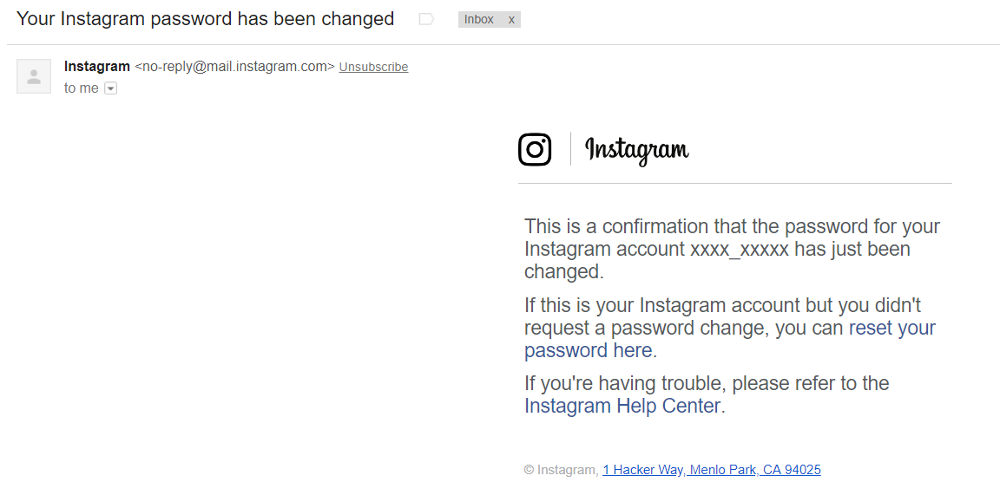 Your Instagram password has been changed
Inbox x
Instagram <no-reply@mail.instagram.com> Unsubscribe
to me
Instagram
This is a confirmation that the password for your
Instagram account xxxx_xxxxx has just been
changed.
If this is your Instagram account but you didn't
request a password change, you can reset your
password here.
If you're having trouble, please refer to the
Instagram Help Center.
© Instagram, 1 Hacker Way, Menlo Park, CA 94025